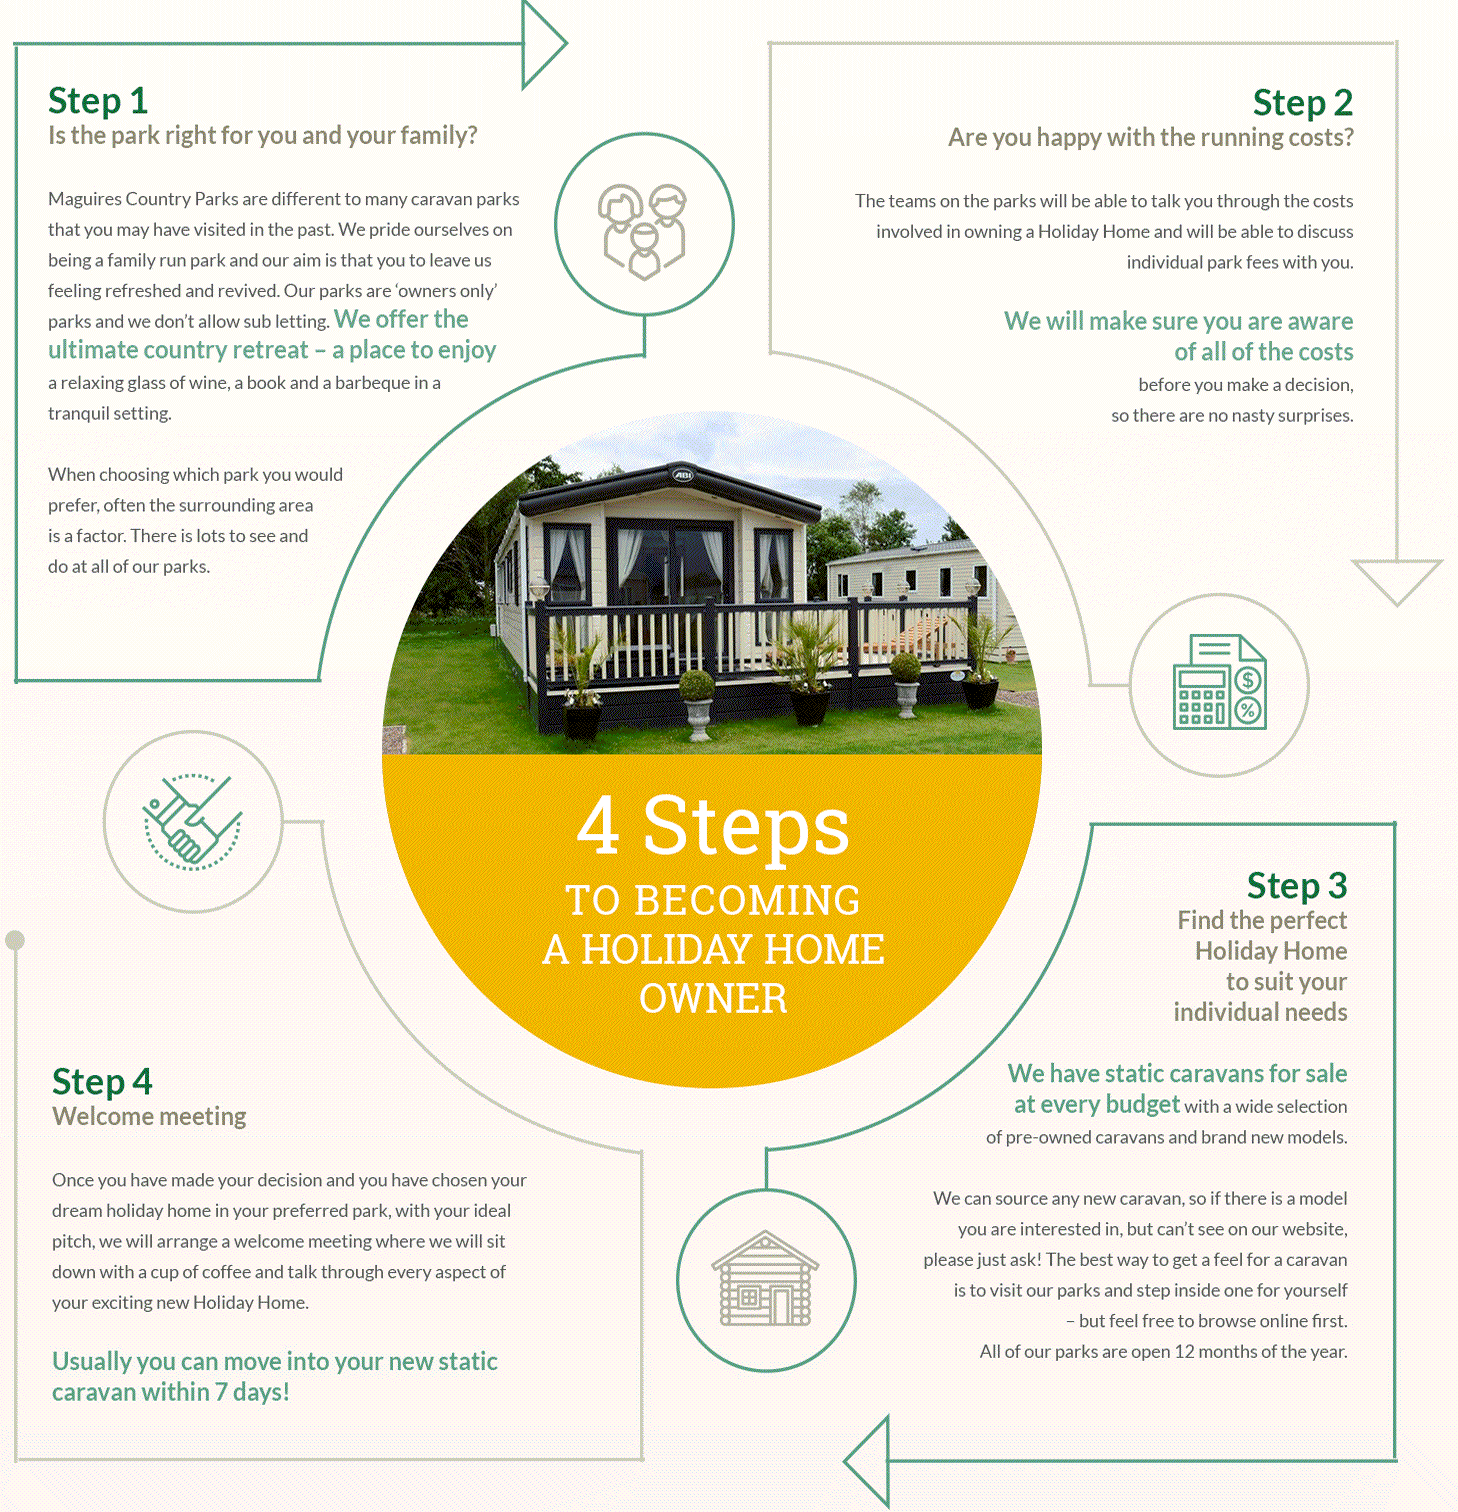 Step 1
Is the park right for you and your family?
Maguires Country Parks are different to many caravan parks
that you may have visited in the past. We pride ourselves on
being a family run park and our aim is that you to leave us
feeling refreshed and revived. Our parks are ‘owners only’
parks and we don’t allow sub letting. We offer the
ultimate country retreat – a place to enjoy
a relaxing glass of wine, a book and a barbeque in a
tranquil setting.
When choosing which park you would
prefer, often the surrounding area
is a factor. There is lots to see and
do at all of our parks.
Step 2
Are you happy with the running costs?
The teams on the parks will be able to talk you through the costs
involved in owning a Holiday Home and will be able to discuss
individual park fees with you.
We will make sure you are aware
of all of the costs
before you make a decision,
so there are no nasty surprises.
ABI
$
%
4 Steps
TO BECOMING
A HOLIDAY HOME
OWNER
Step 3
Find the perfect
Holiday Home
to suit your
individual needs
We have static caravans for sale
at every budget with a wide selection
of pre-owned caravans and brand new models.
We can source any new caravan, so if there is a model
you are interested in, but can’t see on our website,
please just ask! The best way to get a feel for a caravan
is to visit our parks and step inside one for yourself
– but feel free to browse online first.
All of our parks are open 12 months of the year.
Step 4
Welcome meeting
Once you have made your decision and you have chosen your
dream holiday home in your preferred park, with your ideal
pitch, we will arrange a welcome meeting where we will sit
down with a cup of coffee and talk through every aspect of
your exciting new Holiday Home.
Usually you can move into your new static
caravan within 7 days!